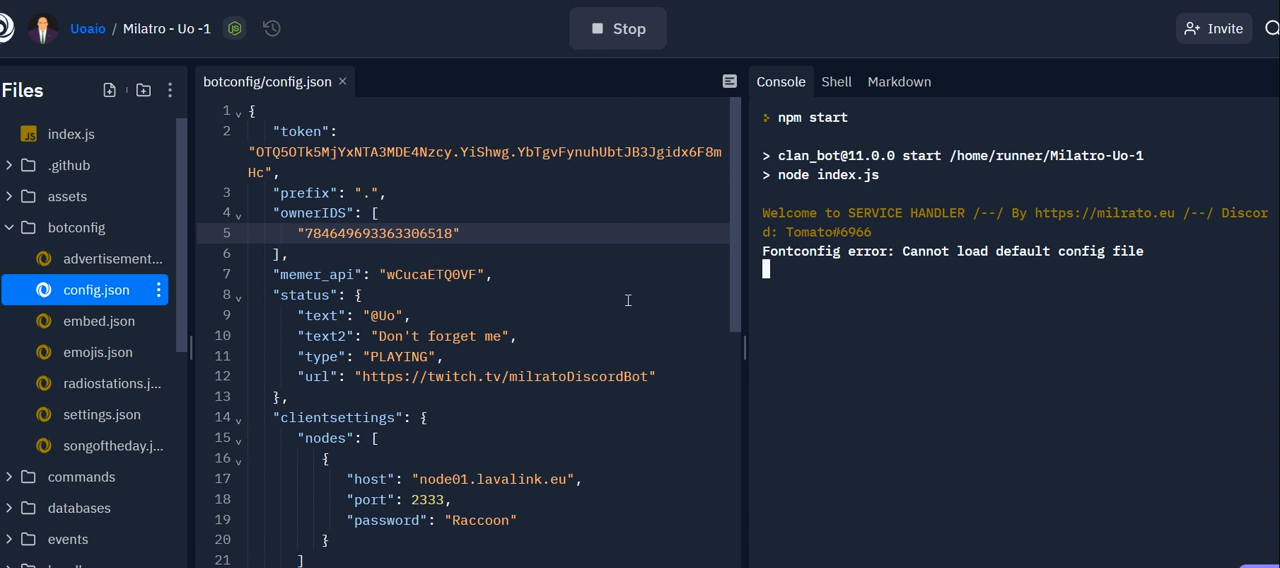 Uoaio / Milatro - Uo -1
Stop
Invite
Files
index.js
.github
assets
botconfig
advertisement...
config.json
embed.json
emojis.json
radiostations.j...
settings.json
songoftheday.j...
commands
databases
events
botconfig/config.json
1 {
2 "token":
"OTQ5OTk5MjYxNTA3MDE4Nzcy.YiShwg.YbTgvFynuhUbtJB3Jgidx6F8m
Hc",
3 "prefix": ".",
4 "ownerIDS": [
5 "784649693363306518"
6 ],
7 "memer_api": "wCucaETQ0VF",
8 "status": {
9 "text": "@Uo",
10 "text2": "Don't forget me",
11 "type": "PLAYING",
12 "url": "https://twitch.tv/milratoDiscordBot"
13 },
14 "clientsettings": {
15 "nodes": [
16 {
17 "host": "node01.lavalink.eu",
18 "port": 2333,
19 "password": "Raccoon"
20 }
21 ]
Console Shell Markdown
npm start
> clan_bot@11.0.0 start /home/runner/Milatro-Uo-1
> node index.js
Welcome to SERVICE HANDLER /--/ By https://milrato.eu /--/ Discor
d: Tomato#6966
Fontconfig error: Cannot load default config file